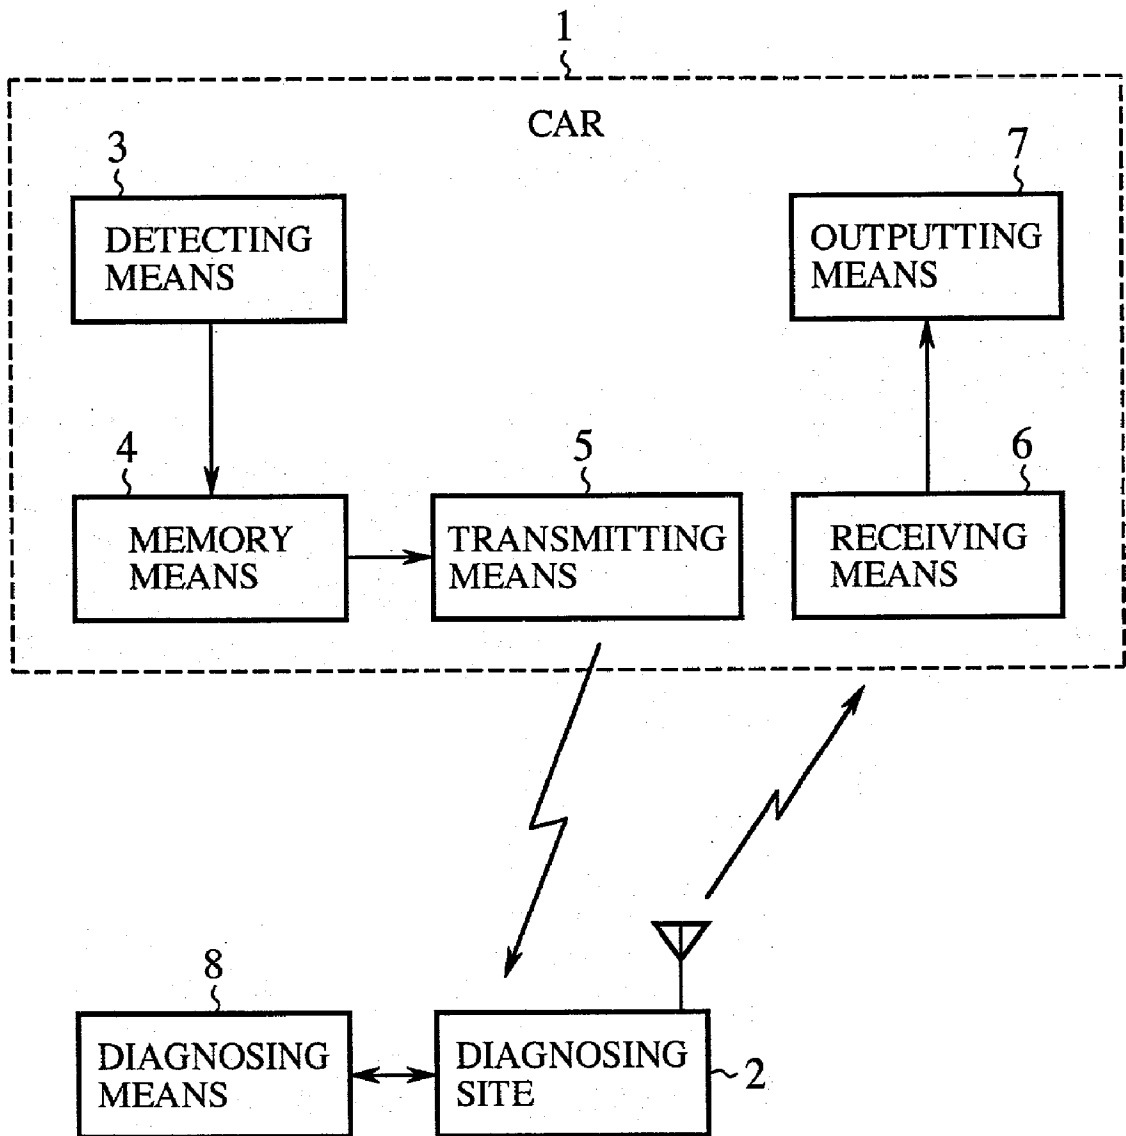 1
CAR
3
DETECTING
MEANS
7
OUTPUTTING
MEANS
4
MEMORY
MEANS
5
TRANSMITTING
MEANS
6
RECEIVING
MEANS
8
DIAGNOSING
MEANS
DIAGNOSING
SITE
2